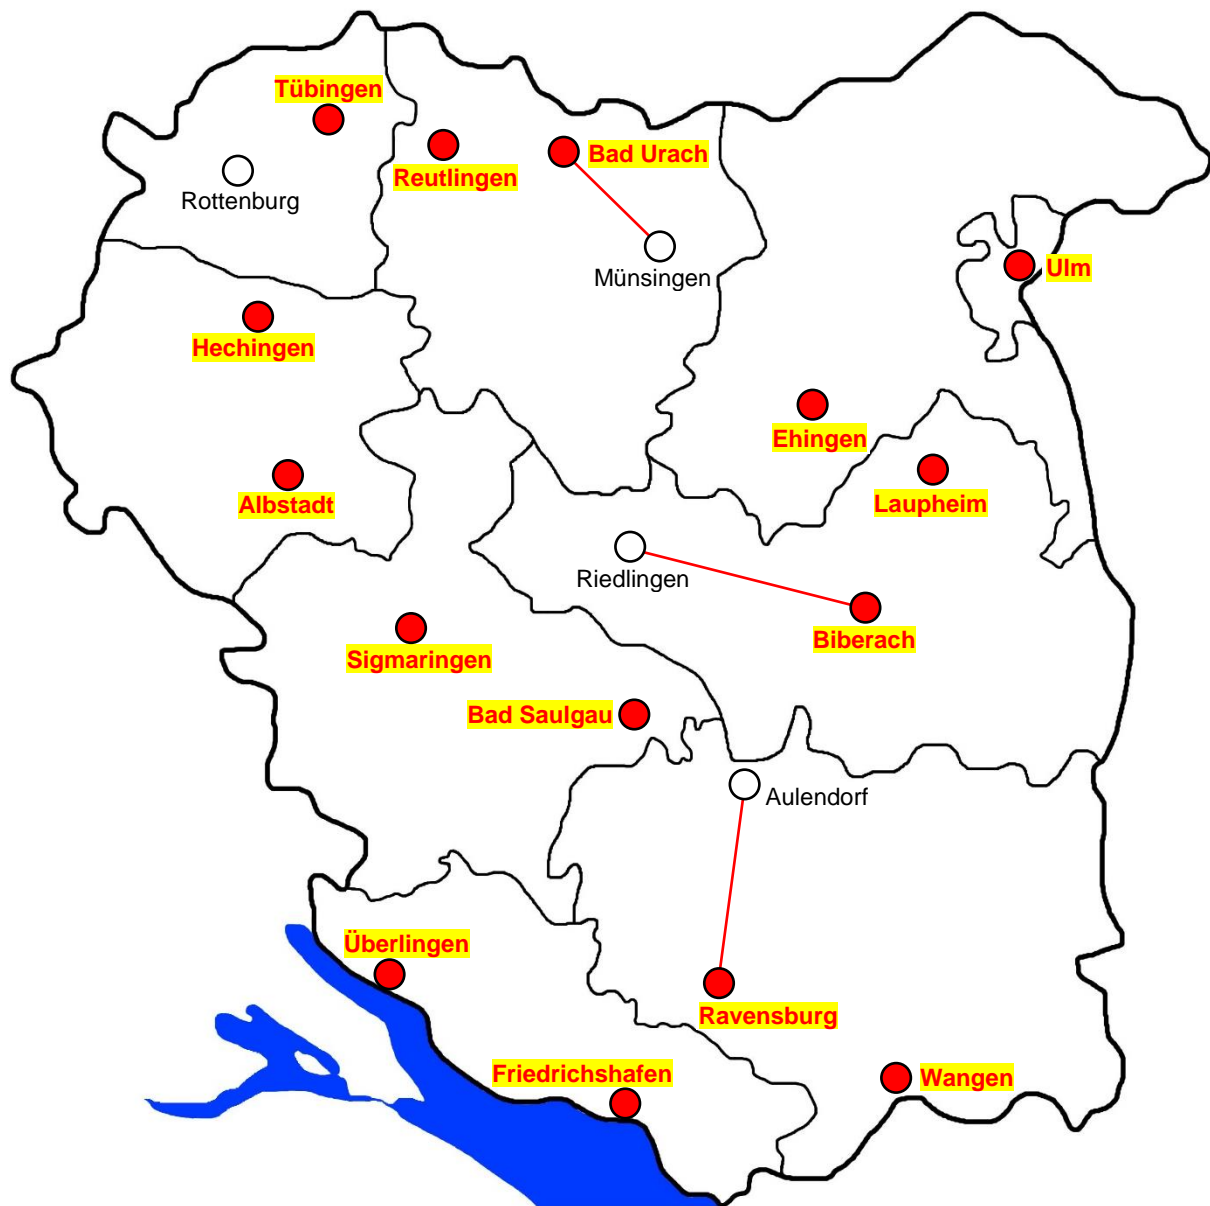 Tübingen
Bad Urach
Reutlingen
Rottenburg
Ulm
Münsingen
Hechingen
Ehingen
Albstadt
Laupheim
Riedlingen
Biberach
Sigmaringen
Bad Saulgau
Aulendorf
Überlingen
Ravensburg
Friedrichshafen
Wangen